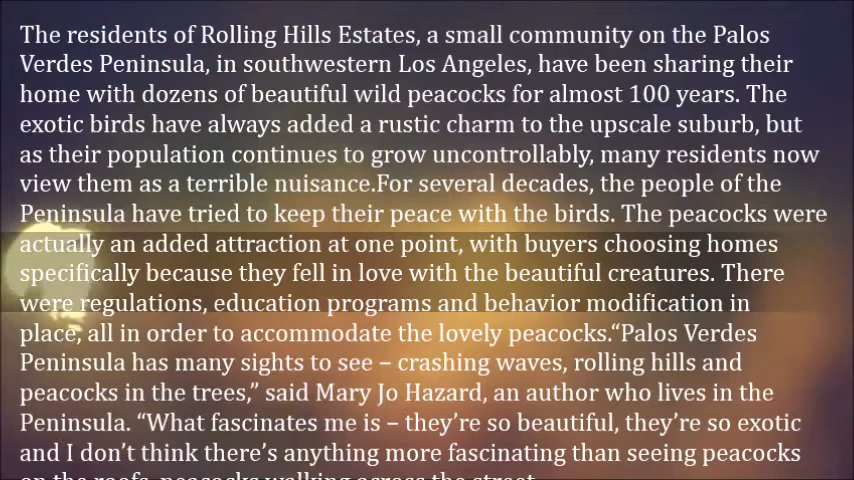 The residents of Rolling Hills Estates, a small community on the Palos
Verdes Peninsula, in southwestern Los Angeles, have been sharing their
home with dozens of beautiful wild peacocks for almost 100 years. The
exotic birds have always added a rustic charm to the upscale suburb, but
as their population continues to grow uncontrollably, many residents now
view them as a terrible nuisance.For several decades, the people of the
Peninsula have tried to keep their peace with the birds. The peacocks were
actually an added attraction at one point, with buyers choosing homes
specifically because they fell in love with the beautiful creatures. There
were regulations, education programs and behavior modification in
place, all in order to accommodate the lovely peacocks.“Palos Verdes
Peninsula has many sights to see – crashing waves, rolling hills and
peacocks in the trees,” said Mary Jo Hazard, an author who lives in the
Peninsula. “What fascinates me is – they’re so beautiful, they’re so exotic
and I don’t think there’s anything more fascinating than seeing peacocks
on the roofs, peacocks walking across the street